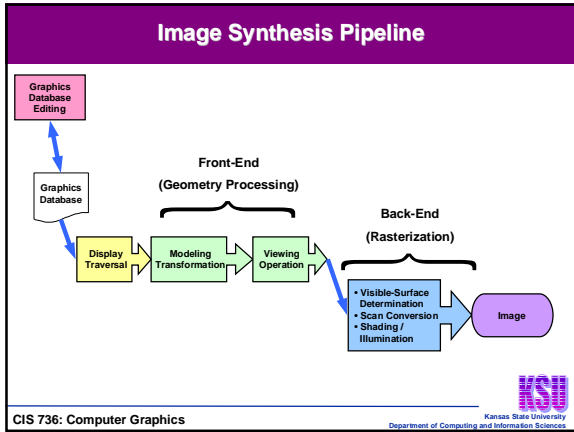 Image Synthesis Pipeline
Graphics
Database
Editing
Graphics
Database
Front-End
(Geometry Processing)
Display
Traversal
Modeling
Transformation
Viewing
Operation
Back-End
(Rasterization)
• Visible-Surface
Determination
• Scan Conversion
• Shading /
Illumination
Image
KSU
CIS 736: Computer Graphics
Kansas State University
Department of Computing and Information Sciences